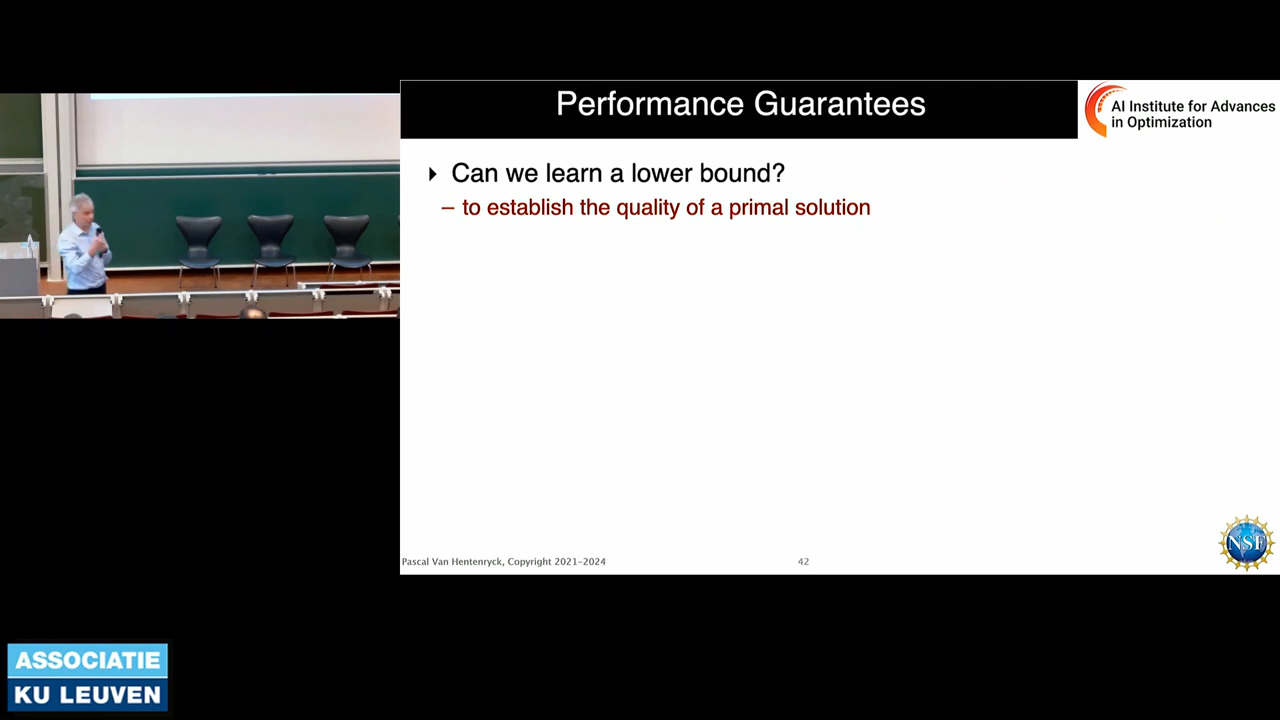 Performance Guarantees
AI Institute for Advances
in Optimization
Can we learn a lower bound?
– to establish the quality of a primal solution
Pascal Van Hentenryck, Copyright 2021–2024
42
NSF
ASSOCIATIE
KU LEUVEN